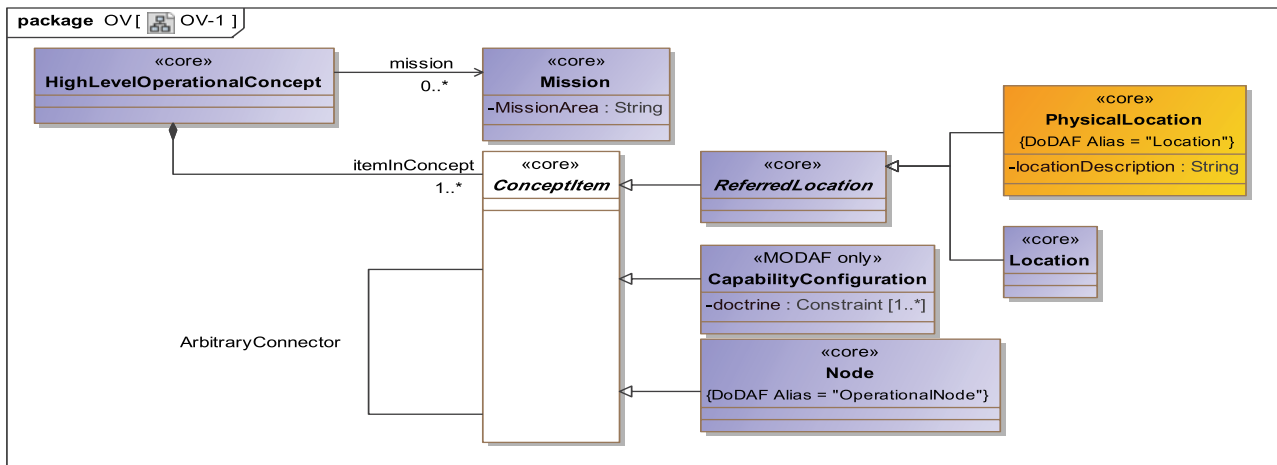 package OV[ OV-1 ]
«core»
HighLevelOperationalConcept
mission
0..*
«core»
Mission
-MissionArea : String
«core»
PhysicalLocation
{DoDAF Alias = "Location"}
-locationDescription : String
itemInConcept
1..*
«core»
ConceptItem
«core»
ReferredLocation
«core»
Location
«MODAF only»
CapabilityConfiguration
-doctrine : Constraint [1..*]
ArbitraryConnector
«core»
Node
{DoDAF Alias = "OperationalNode"}